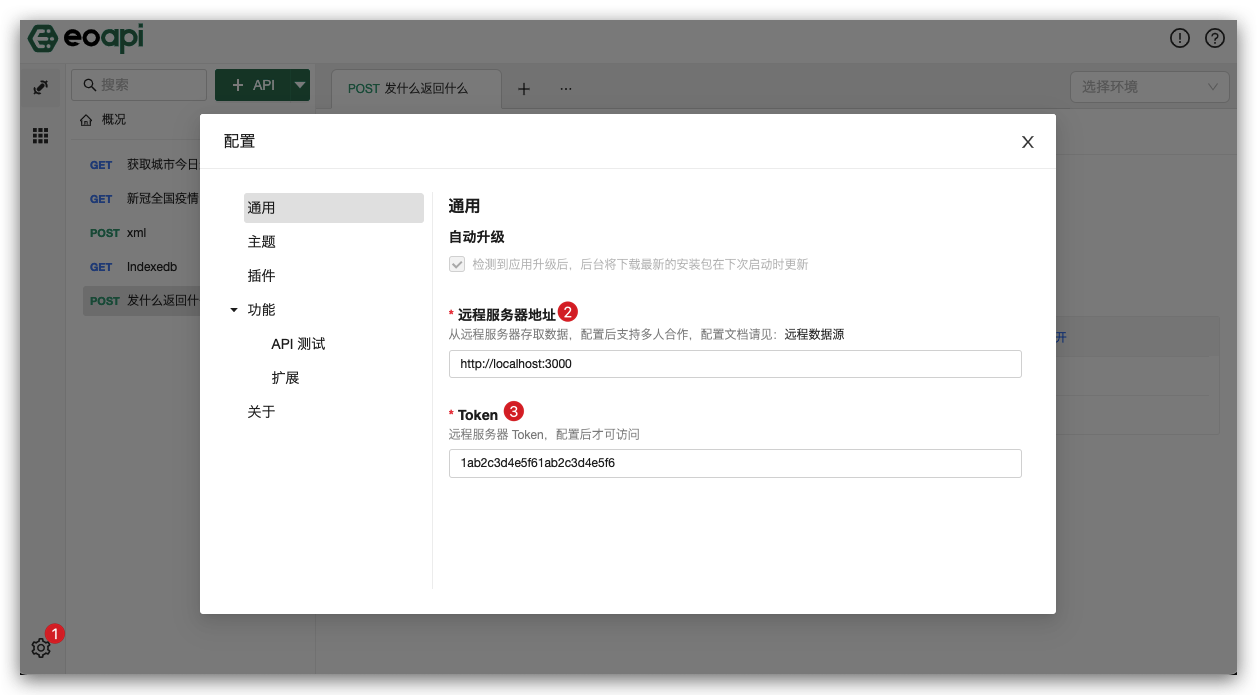 eoapi
搜索
+ API
POST 发什么返回什么
+
...
选择环境
概况
GET 获取城市今日
GET 新冠全国疫情
POST xml
GET Indexedb
POST 发什么返回什
配置
X
通用
主题
插件
功能
API 测试
扩展
关于
通用
自动升级
检测到应用升级后，后台将下载最新的安装包在下次启动时更新
* 远程服务器地址 2
从远程服务器存取数据，配置后支持多人合作，配置文档请见：远程数据源
http://localhost:3000
* Token 3
远程服务器 Token，配置后才可访问
1ab2c3d4e5f61ab2c3d4e5f6
开
1